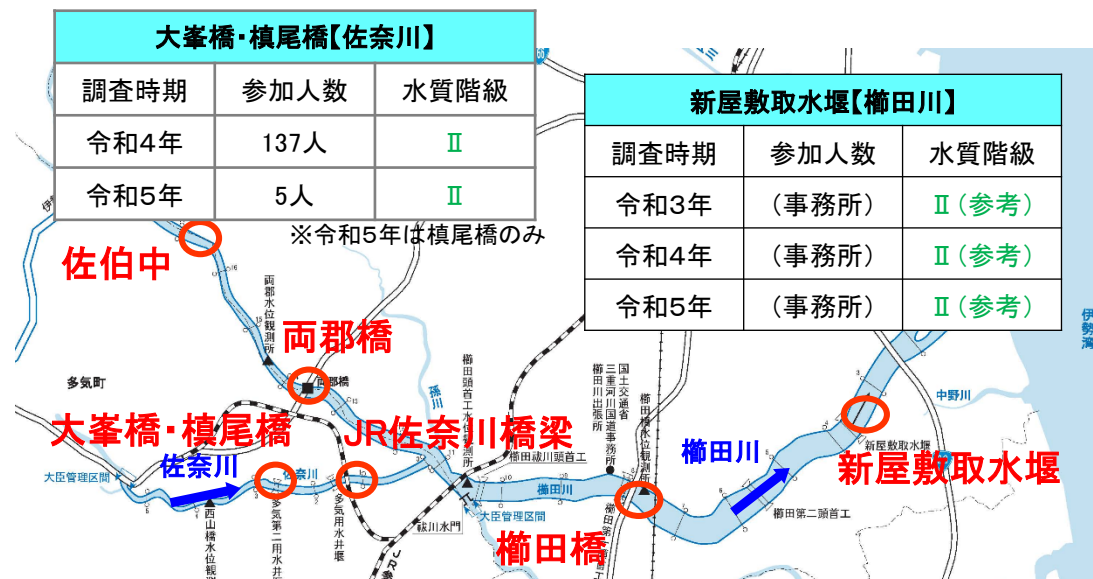 大峯橋・槙尾橋【佐奈川】
調査時期 参加人数 水質階級
令和4年 137人 Ⅱ
令和5年 5人 Ⅱ
※令和5年は槙尾橋のみ
新屋敷取水堰【櫛田川】
調査時期 参加人数 水質階級
令和3年 (事務所) Ⅱ(参考)
令和4年 (事務所) Ⅱ(参考)
令和5年 (事務所) Ⅱ(参考)
佐伯中
両郡水位観測所
両郡橋
両郡橋
多気町
孫川
櫛田頭首工水位観測所
国土交通省
三重河川国道事務所
櫛田川出張所
櫛田橋水位観測所
伊勢湾
中野川
大峯橋・槙尾橋
JR佐奈川橋梁
佐奈川
佐奈川
大臣管理区間
櫛田祓川頭首工
櫛田川
櫛田川
新屋敷取水堰
新屋敷取水堰
大臣管理区間
祓川水門
櫛田第二頭首工
櫛田橋
西山橋水位観測
多気第二用水井堰
多気用水井堰